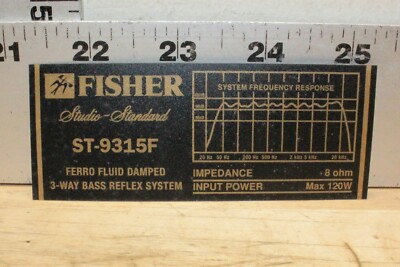 21 22 23 24 25
FISHER
Studio-Standard
ST-9315F
FERRO FLUID DAMPED
3-WAY BASS REFLEX SYSTEM
SYSTEM FREQUENCY RESPONSE
IMPEDANCE 8 ohm
INPUT POWER Max 120W